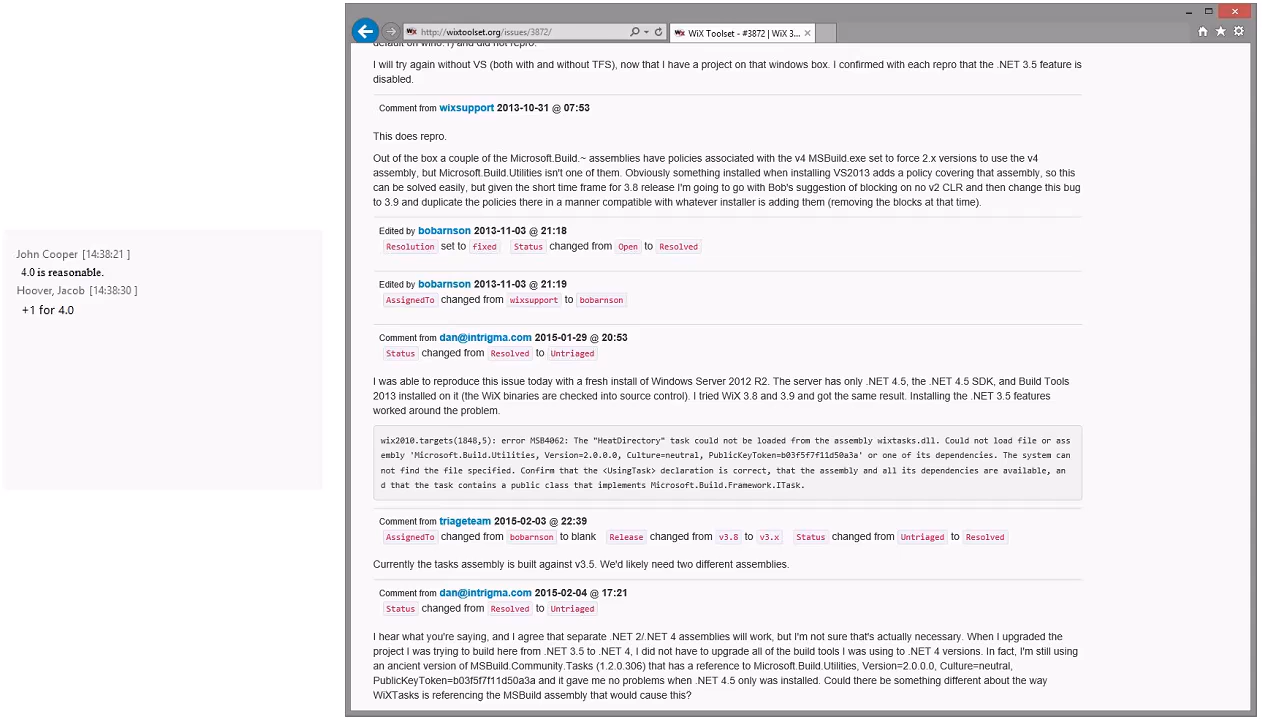 John Cooper [14:38:21 ]
4.0 is reasonable.
Hoover, Jacob [14:38:30 ]
+1 for 4.0
http://wixtoolset.org/issues/3872/
WiX Toolset - #3872 | WiX 3...
default on win8.1) and did not repro.
I will try again without VS (both with and without TFS), now that I have a project on that windows box. I confirmed with each repro that the .NET 3.5 feature is
disabled.
Comment from wixsupport 2013-10-31 @ 07:53
This does repro.
Out of the box a couple of the Microsoft.Build.~ assemblies have policies associated with the v4 MSBuild.exe set to force 2.x versions to use the v4
assembly, but Microsoft.Build.Utilities isn't one of them. Obviously something installed when installing VS2013 adds a policy covering that assembly, so this
can be solved easily, but given the short time frame for 3.8 release I'm going to go with Bob's suggestion of blocking on no v2 CLR and then change this bug
to 3.9 and duplicate the policies there in a manner compatible with whatever installer is adding them (removing the blocks at that time).
Edited by bobarnson 2013-11-03 @ 21:18
Resolution set to fixed Status changed from Open to Resolved
Edited by bobarnson 2013-11-03 @ 21:19
AssignedTo changed from wixsupport to bobarnson
Comment from dan@intrigma.com 2015-01-29 @ 20:53
Status changed from Resolved to Untriaged
I was able to reproduce this issue today with a fresh install of Windows Server 2012 R2. The server has only .NET 4.5, the .NET 4.5 SDK, and Build Tools
2013 installed on it (the WiX binaries are checked into source control). I tried WiX 3.8 and 3.9 and got the same result. Installing the .NET 3.5 features
worked around the problem.
wix2010.targets(1848,5): error MSB4062: The "HeatDirectory" task could not be loaded from the assembly wixtasks.dll. Could not load file or ass
embly 'Microsoft.Build.Utilities, Version=2.0.0.0, Culture=neutral, PublicKeyToken=b03f5f7f11d50a3a' or one of its dependencies. The system can
not find the file specified. Confirm that the <UsingTask> declaration is correct, that the assembly and all its dependencies are available, an
d that the task contains a public class that implements Microsoft.Build.Framework.ITask.
Comment from triageteam 2015-02-03 @ 22:39
AssignedTo changed from bobarnson to blank Release changed from v3.8 to v3.x Status changed from Untriaged to Resolved
Currently the tasks assembly is built against v3.5. We'd likely need two different assemblies.
Comment from dan@intrigma.com 2015-02-04 @ 17:21
Status changed from Resolved to Untriaged
I hear what you're saying, and I agree that separate .NET 2/.NET 4 assemblies will work, but I'm not sure that's actually necessary. When I upgraded the
project I was trying to build here from .NET 3.5 to .NET 4, I did not have to upgrade all of the build tools I was using to .NET 4 versions. In fact, I'm still using
an ancient version of MSBuild.Community.Tasks (1.2.0.306) that has a reference to Microsoft.Build.Utilities, Version=2.0.0.0, Culture=neutral,
PublicKeyToken=b03f5f7f11d50a3a and it gave me no problems when .NET 4.5 only was installed. Could there be something different about the way
WiXTasks is referencing the MSBuild assembly that would cause this?